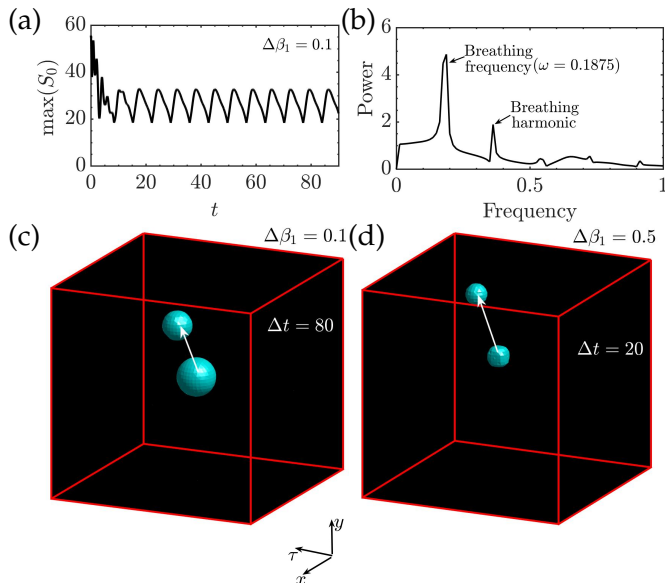 (a)
60
40
20
0
0 20 40 60 80
max(S₀)
t
Δβ₁ = 0.1
(b)
6
4
2
0
0 0.5 1
Power
Frequency
Breathing
frequency(ω = 0.1875)
Breathing
harmonic
(c)
Δβ₁ = 0.1
Δt = 80
(d)
Δβ₁ = 0.5
Δt = 20
y
τ
x